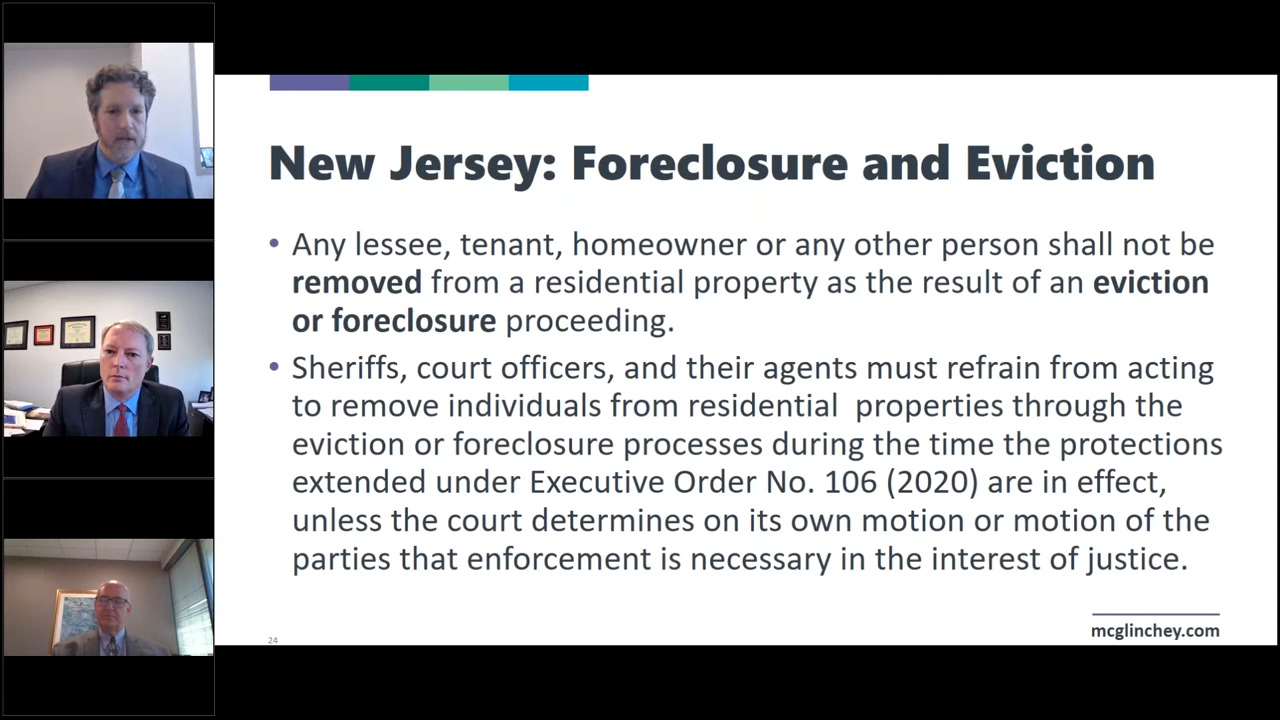 New Jersey: Foreclosure and Eviction
• Any lessee, tenant, homeowner or any other person shall not be
removed from a residential property as the result of an eviction
or foreclosure proceeding.
• Sheriffs, court officers, and their agents must refrain from acting
to remove individuals from residential properties through the
eviction or foreclosure processes during the time the protections
extended under Executive Order No. 106 (2020) are in effect,
unless the court determines on its own motion or motion of the
parties that enforcement is necessary in the interest of justice.
24
mcglinchey.com